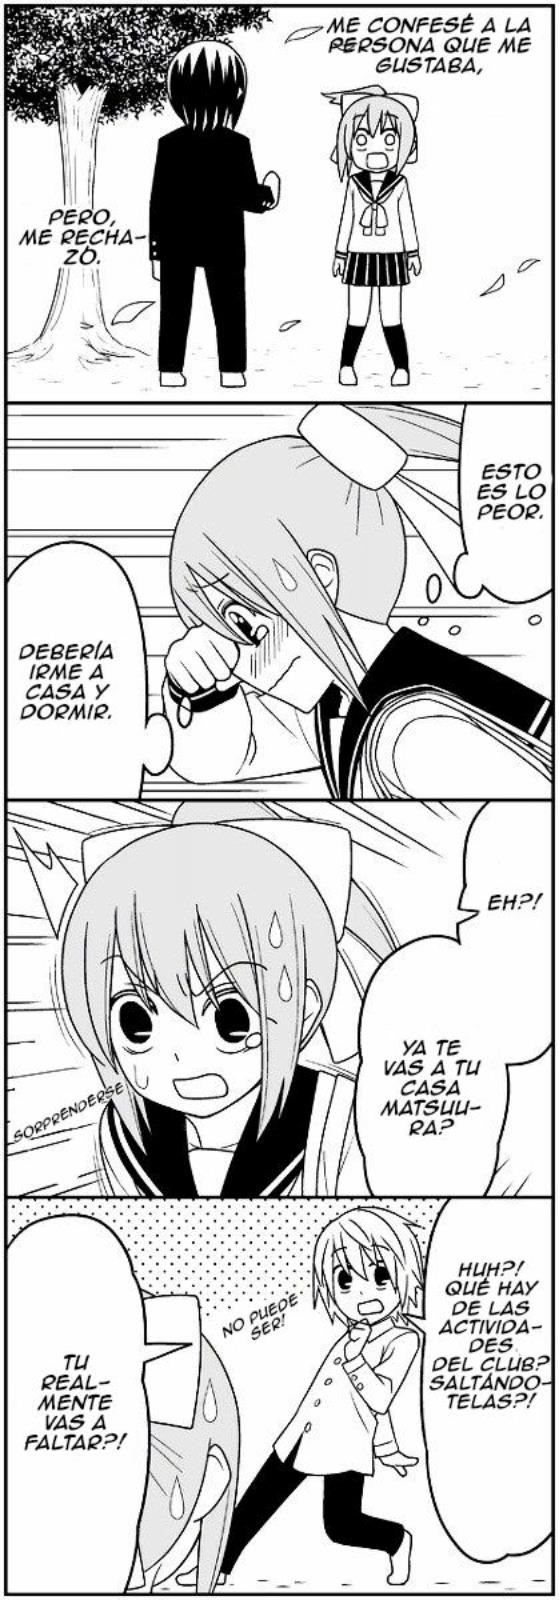 ME CONFESÉ A LA
PERSONA QUE ME
GUSTABA,
PERO,
ME RECHA-
ZÓ.
ESTO
ES LO
PEOR.
DEBERÍA
IRME A
CASA Y
DORMIR.
EH?!
YA TE
VAS A TU
CASA
MATSUU-
RA?
SORPRENDERSE
HUH?!
QUÉ HAY
DE LAS
ACTIVIDA-
DES
DEL CLUB?
SALTÁNDO-
TELAS?!
NO PUEDE
SER!
TU
REAL-
MENTE
VAS A
FALTAR?!